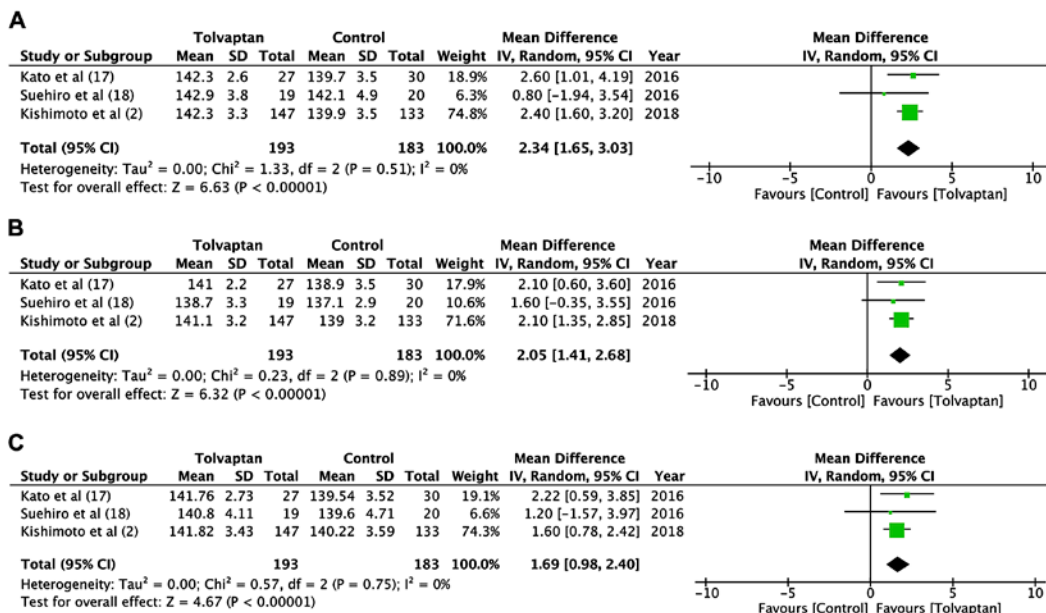 A
Tolvaptan Control Mean Difference Mean Difference
Study or Subgroup Mean SD Total Mean SD Total Weight IV, Random, 95% CI Year IV, Random, 95% CI
Kato et al (17) 142.3 2.6 27 139.7 3.5 30 18.9% 2.60 [1.01, 4.19] 2016
Suehiro et al (18) 142.9 3.8 19 142.1 4.9 20 6.3% 0.80 [−1.94, 3.54] 2016
Kishimoto et al (2) 142.3 3.3 147 139.9 3.5 133 74.8% 2.40 [1.60, 3.20] 2018
Total (95% CI) 193 183 100.0% 2.34 [1.65, 3.03]
Heterogeneity: Tau² = 0.00; Chi² = 1.33, df = 2 (P = 0.51); I² = 0%
Test for overall effect: Z = 6.63 (P < 0.00001)
−10 −5 0 5 10
Favours [Control] Favours [Tolvaptan]
B
Tolvaptan Control Mean Difference Mean Difference
Study or Subgroup Mean SD Total Mean SD Total Weight IV, Random, 95% CI Year IV, Random, 95% CI
Kato et al (17) 141 2.2 27 138.9 3.5 30 17.9% 2.10 [0.60, 3.60] 2016
Suehiro et al (18) 138.7 3.3 19 137.1 2.9 20 10.6% 1.60 [−0.35, 3.55] 2016
Kishimoto et al (2) 141.1 3.2 147 139 3.2 133 71.6% 2.10 [1.35, 2.85] 2018
Total (95% CI) 193 183 100.0% 2.05 [1.41, 2.68]
Heterogeneity: Tau² = 0.00; Chi² = 0.23, df = 2 (P = 0.89); I² = 0%
Test for overall effect: Z = 6.32 (P < 0.00001)
−10 −5 0 5 10
Favours [Control] Favours [Tolvaptan]
C
Tolvaptan Control Mean Difference Mean Difference
Study or Subgroup Mean SD Total Mean SD Total Weight IV, Random, 95% CI Year IV, Random, 95% CI
Kato et al (17) 141.76 2.73 27 139.54 3.52 30 19.1% 2.22 [0.59, 3.85] 2016
Suehiro et al (18) 140.8 4.11 19 139.6 4.71 20 6.6% 1.20 [−1.57, 3.97] 2016
Kishimoto et al (2) 141.82 3.43 147 140.22 3.59 133 74.3% 1.60 [0.78, 2.42] 2018
Total (95% CI) 193 183 100.0% 1.69 [0.98, 2.40]
Heterogeneity: Tau² = 0.00; Chi² = 0.57, df = 2 (P = 0.75); I² = 0%
Test for overall effect: Z = 4.67 (P < 0.00001)
−10 −5 0 5 10
Favours [Control] Favours [Tolvaptan]